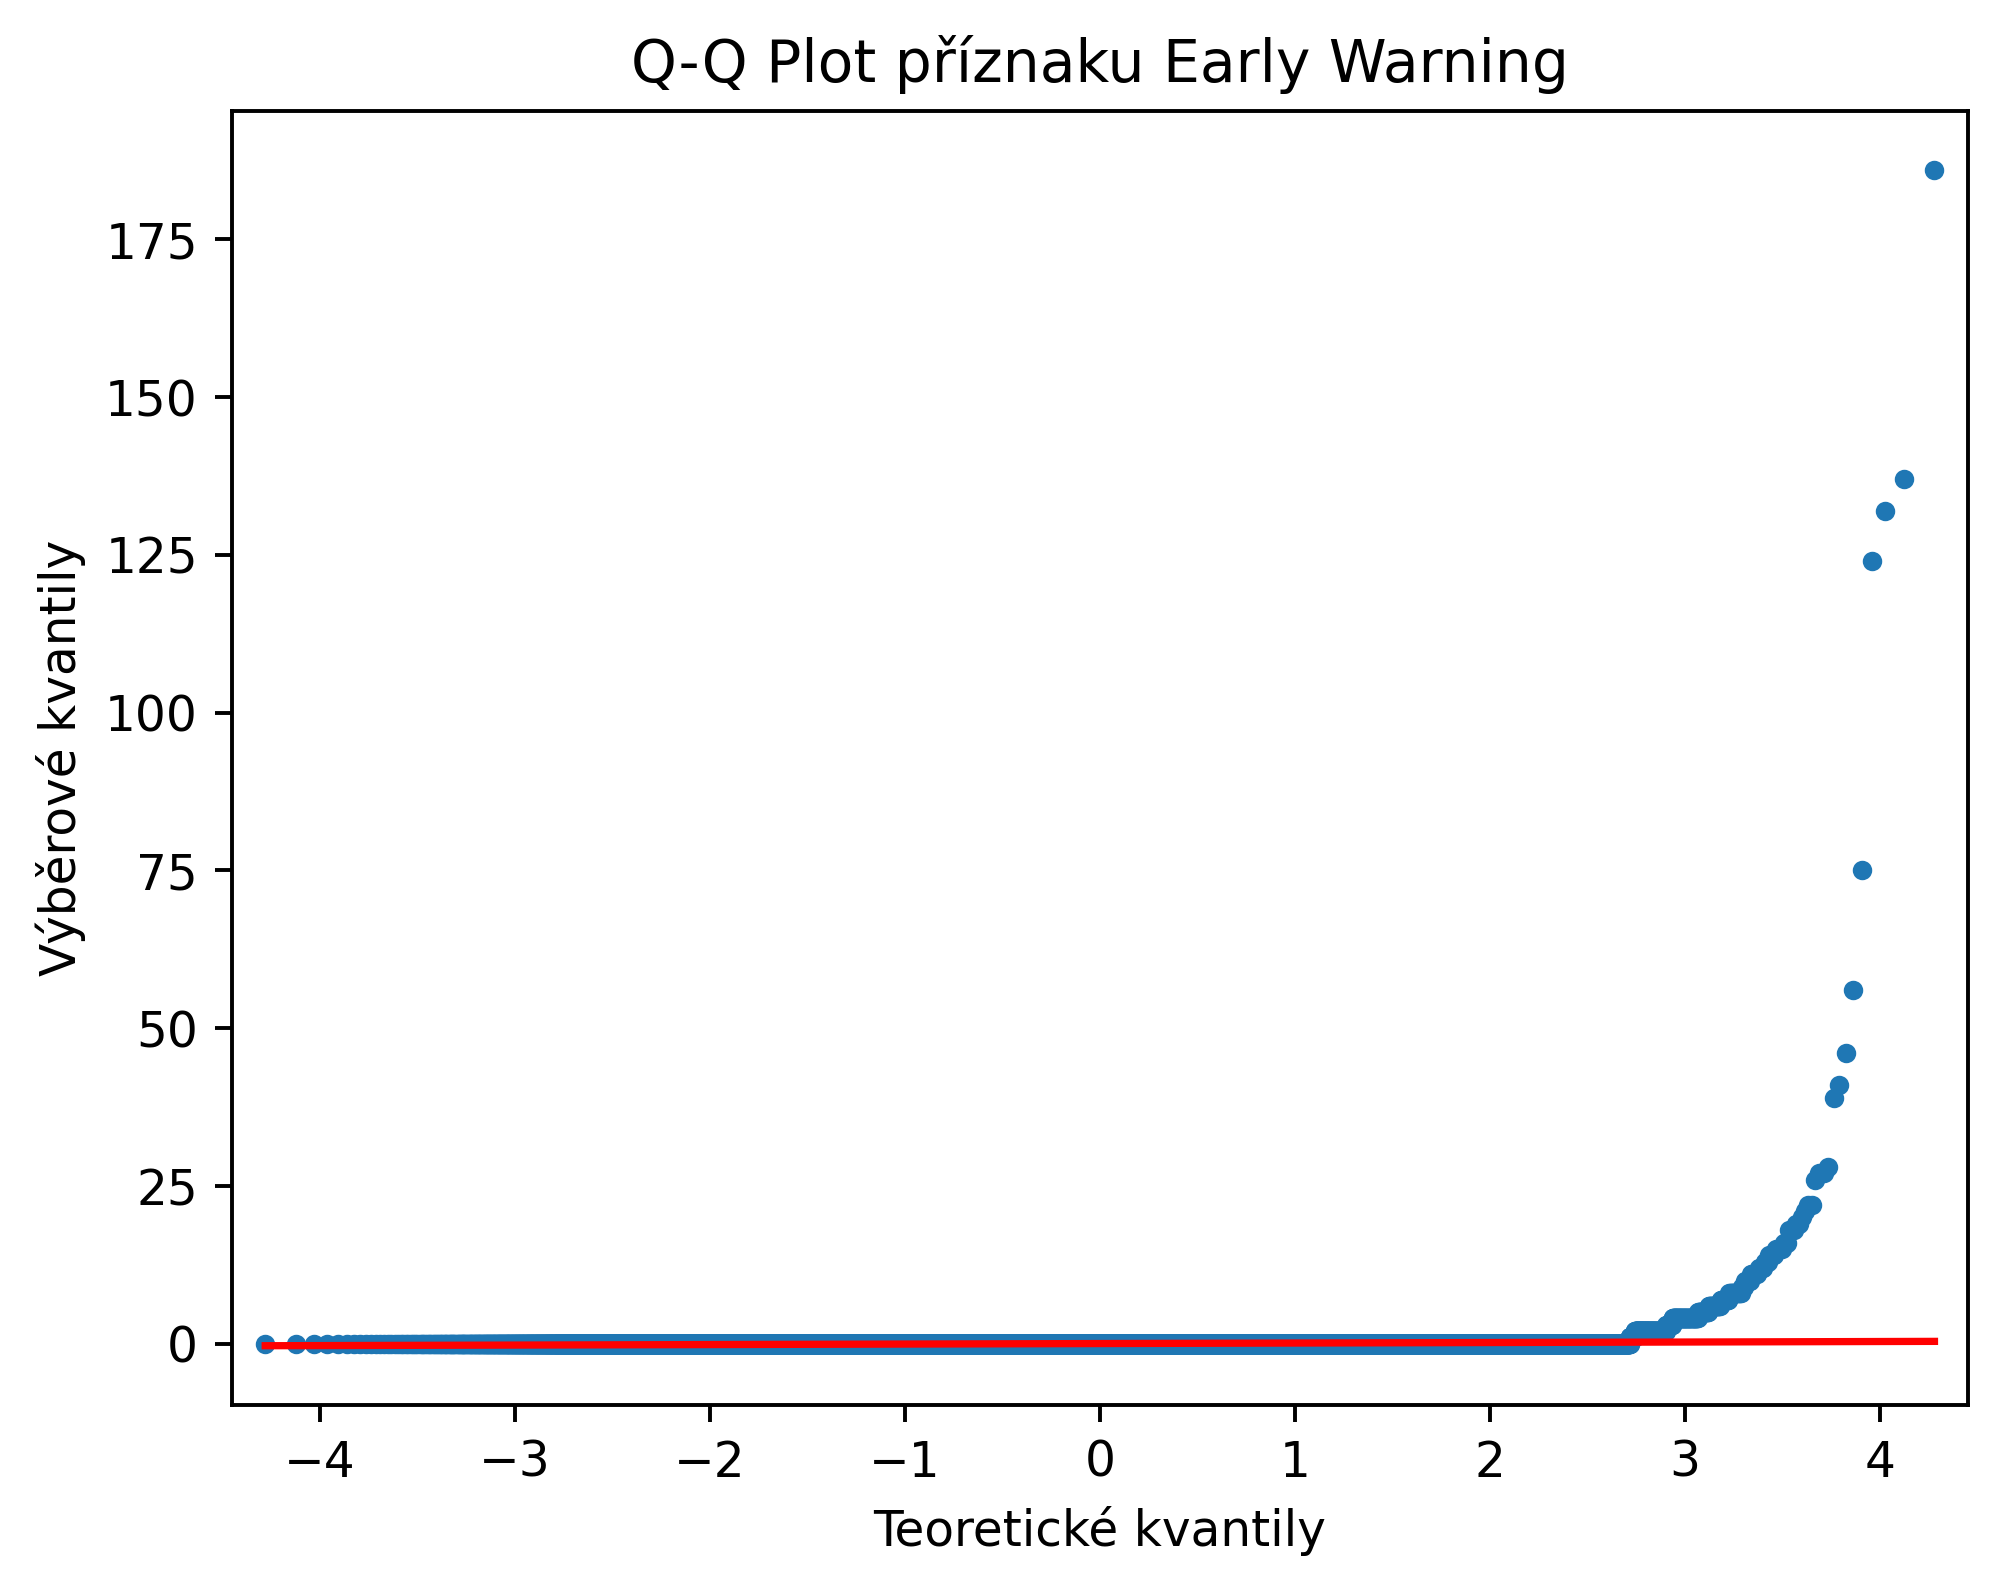 Q-Q Plot příznaku Early Warning
Výběrové kvantily
175
150
125
100
75
50
25
0
−4 −3 −2 −1 0 1 2 3 4
Teoretické kvantily